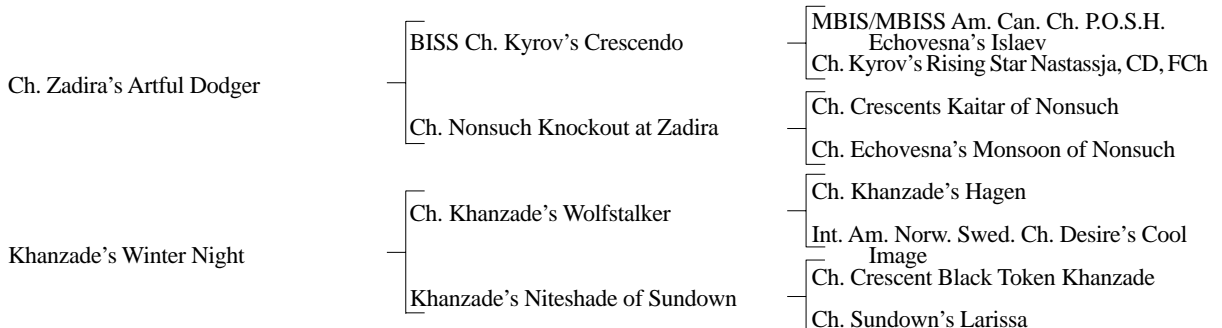 MBIS/MBISS Am. Can. Ch. P.O.S.H.
Echovesna’s Islaev
BISS Ch. Kyrov’s Crescendo
Ch. Kyrov’s Rising Star Nastassja, CD, FCh
Ch. Zadira’s Artful Dodger
Ch. Crescents Kaitar of Nonsuch
Ch. Nonsuch Knockout at Zadira
Ch. Echovesna’s Monsoon of Nonsuch
Ch. Khanzade’s Hagen
Ch. Khanzade’s Wolfstalker
Int. Am. Norw. Swed. Ch. Desire’s Cool
Image
Khanzade’s Winter Night
Ch. Crescent Black Token Khanzade
Khanzade’s Niteshade of Sundown
Ch. Sundown’s Larissa